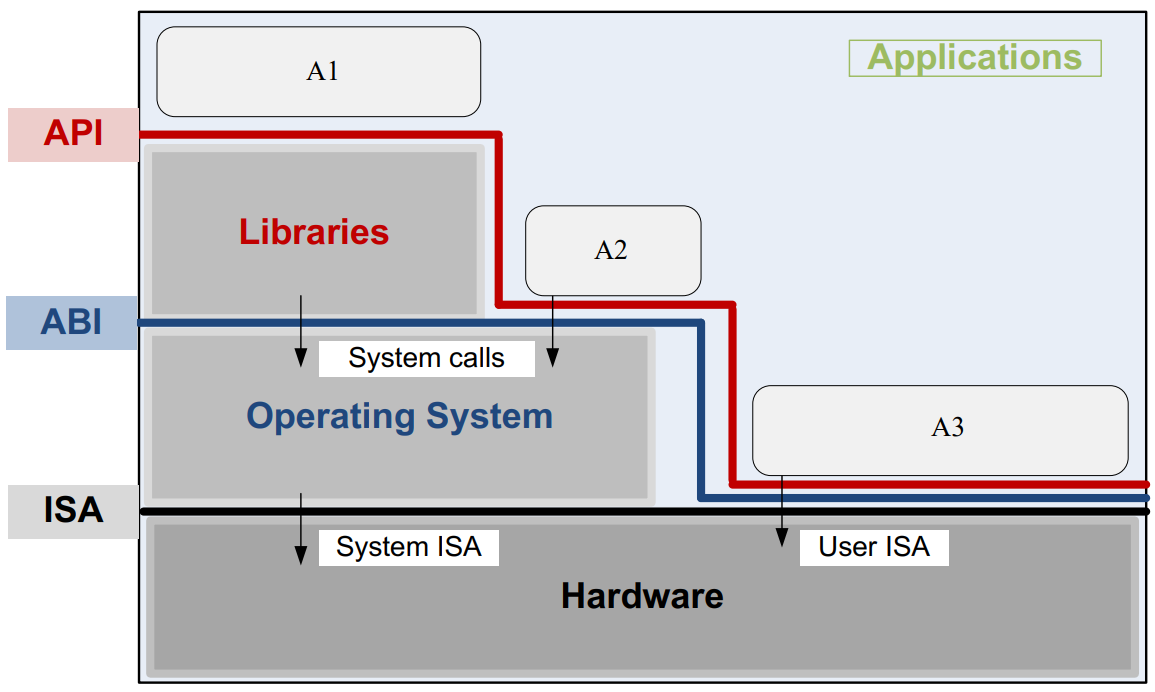 A1
Applications
API
Libraries
A2
ABI
System calls
Operating System
A3
ISA
System ISA
User ISA
Hardware